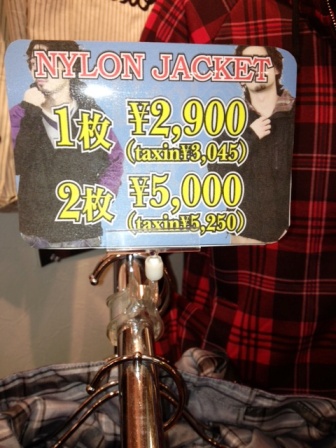 NYLON JACKET
1枚 ¥2,900
(taxin¥3,045)
2枚 ¥5,000
(taxin¥5,250)